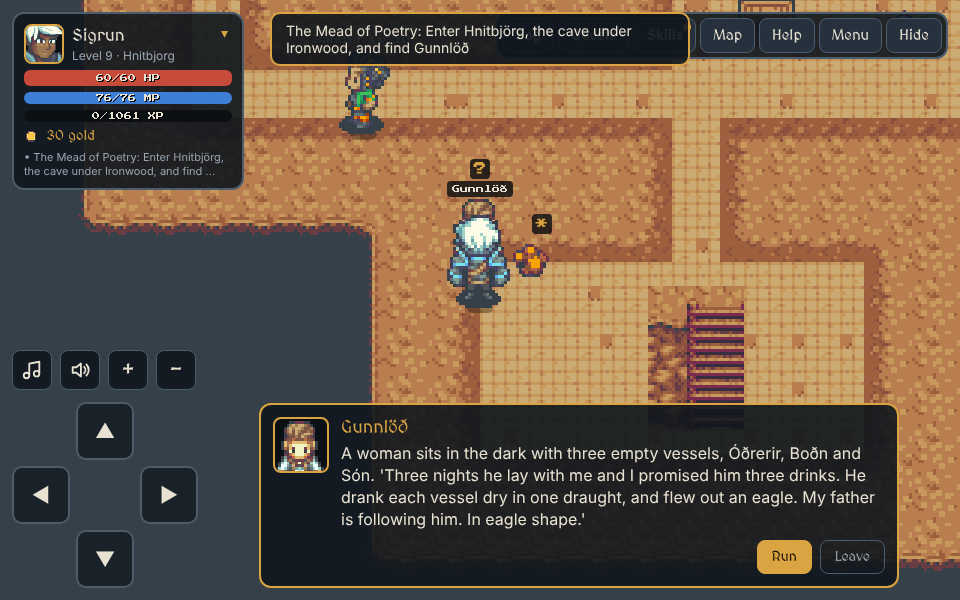 Sigrun
Level 9 · Hnitbjorg
60/60 HP
76/76 MP
0/1061 XP
30 gold
• The Mead of Poetry: Enter Hnitbjörg,
the cave under Ironwood, and find ...
The Mead of Poetry: Enter Hnitbjörg, the cave under
Ironwood, and find Gunnlöð
Skills
Map
Help
Menu
Hide
?
Gunnlöð
*
+
-
Gunnlöð
A woman sits in the dark with three empty vessels, Óðrerir, Boðn and
Són. 'Three nights he lay with me and I promised him three drinks. He
drank each vessel dry in one draught, and flew out an eagle. My father
is following him. In eagle shape.'
Run
Leave